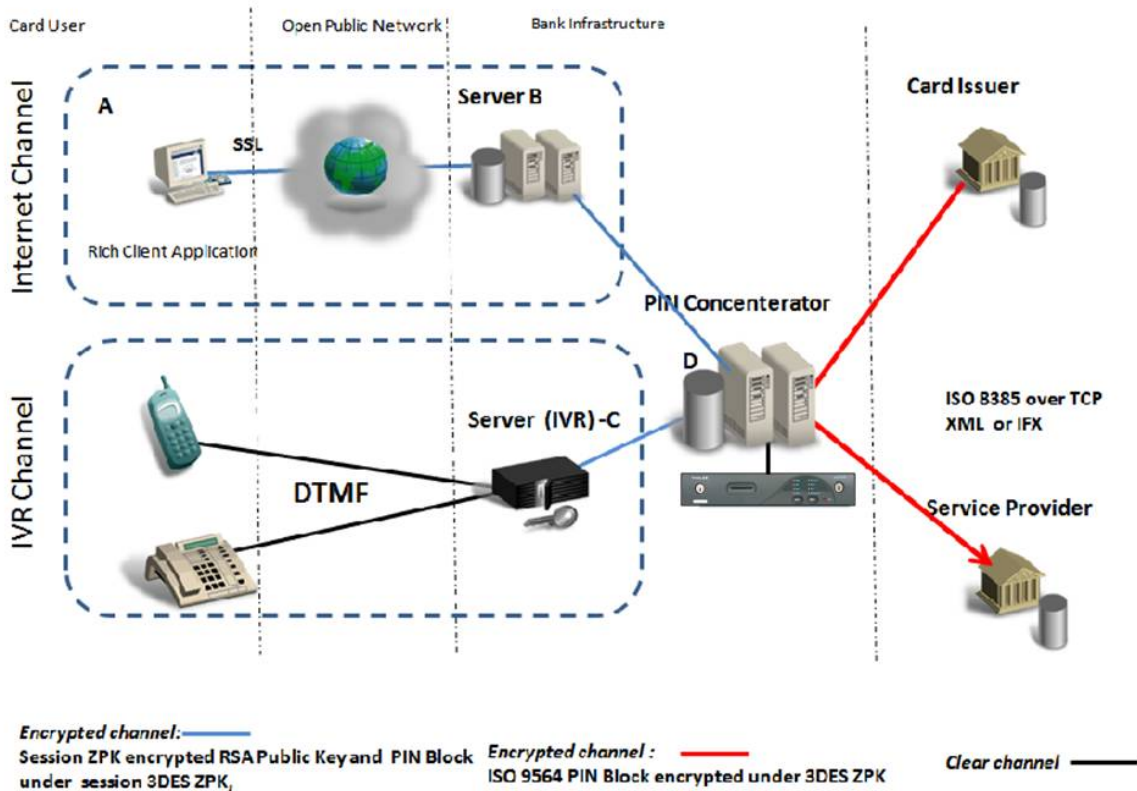 Card User
Open Public Network
Bank Infrastructure
Internet Channel
A
SSL
Server B
Card Issuer
Rich Client Application
PIN Concenterator
D
IVR Channel
Server (IVR) -C
DTMF
ISO 8385 over TCP
XML or IFX
Service Provider
Encrypted channel:
Session ZPK encrypted RSA Public Key and PIN Block
under session 3DES ZPK,
Encrypted channel :
ISO 9564 PIN Block encrypted under 3DES ZPK
Clear channel